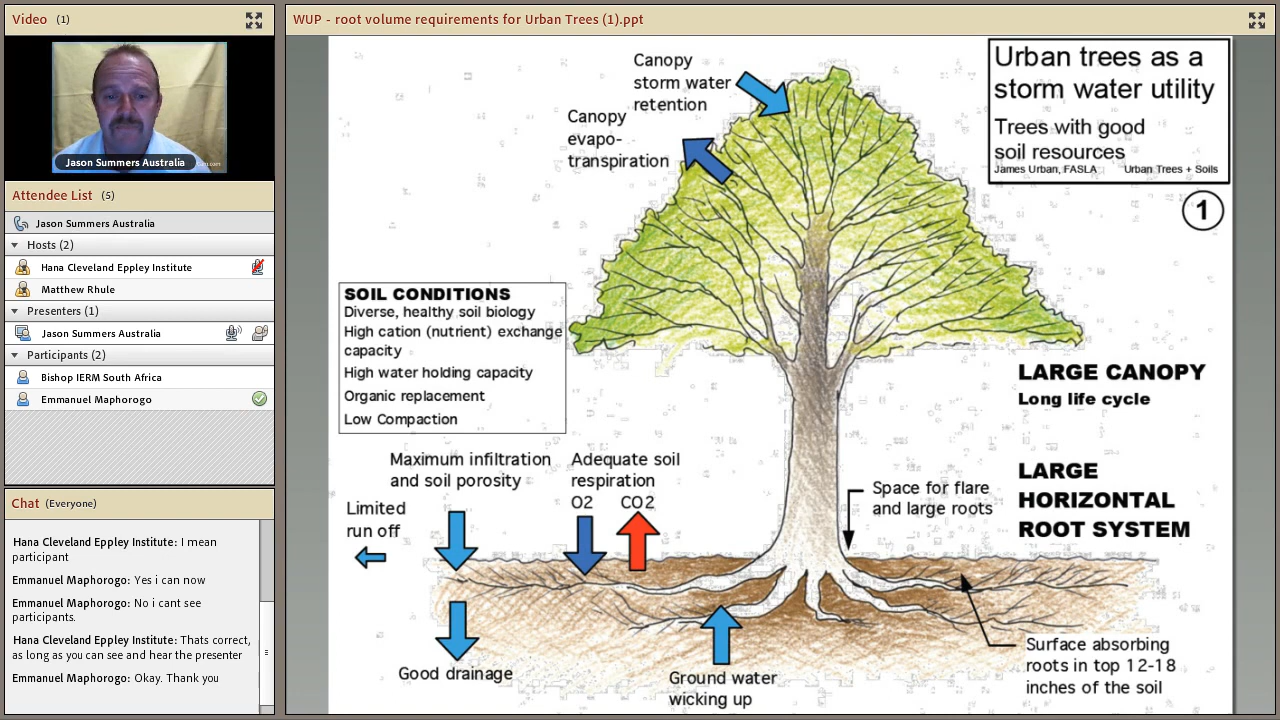 Video (1)
Jason Summers Australia
Attendee List (5)
Jason Summers Australia
Hosts (2)
Hana Cleveland Eppley Institute
Matthew Rhule
Presenters (1)
Jason Summers Australia
Participants (2)
Bishop IERM South Africa
Emmanuel Maphorogo
Chat (Everyone)
Hana Cleveland Eppley Institute: I mean
participant
Emmanuel Maphorogo: Yes i can now
Emmanuel Maphorogo: No i cant see
participants.
Hana Cleveland Eppley Institute: Thats correct,
as long as you can see and hear the presenter
Emmanuel Maphorogo: Okay. Thank you
WUP - root volume requirements for Urban Trees (1).ppt
Urban trees as a
storm water utility
Trees with good
soil resources
James Urban, FASLA Urban Trees + Soils
1
Canopy
storm water
retention
Canopy
evapo-
transpiration
SOIL CONDITIONS
Diverse, healthy soil biology
High cation (nutrient) exchange
capacity
High water holding capacity
Organic replacement
Low Compaction
LARGE CANOPY
Long life cycle
LARGE
HORIZONTAL
ROOT SYSTEM
Maximum infiltration
and soil porosity
Adequate soil
respiration
O2 CO2
Limited
run off
Space for flare
and large roots
Good drainage
Ground water
wicking up
Surface absorbing
roots in top 12-18
inches of the soil